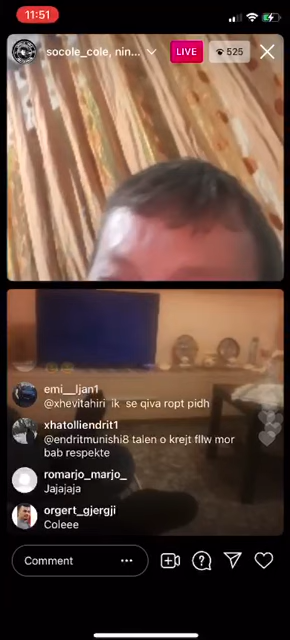 11:51
socole_cole, nin...
LIVE
525
emi__ljan1
@xhevitahiri ik se qiva ropt pidh
xhatolliendrit1
@endritmunishi8 talen o krejt fllw mor
bab respekte
romarjo_marjo_
Jajajaja
orgert_gjergji
Coleee
Comment